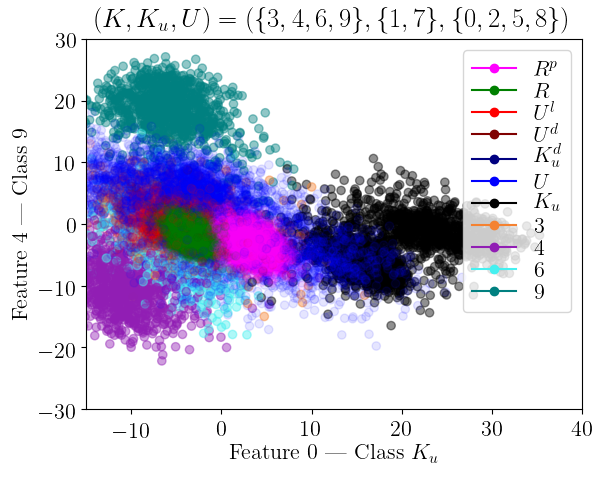 (K, K_u, U) = ({3, 4, 6, 9}, {1, 7}, {0, 2, 5, 8})
30
20
10
0
−10
−20
−30
Feature 4 — Class 9
−10
0
10
20
30
40
Feature 0 — Class K_u
R^p
R
U^l
U^d
K_u^d
U
K_u
3
4
6
9